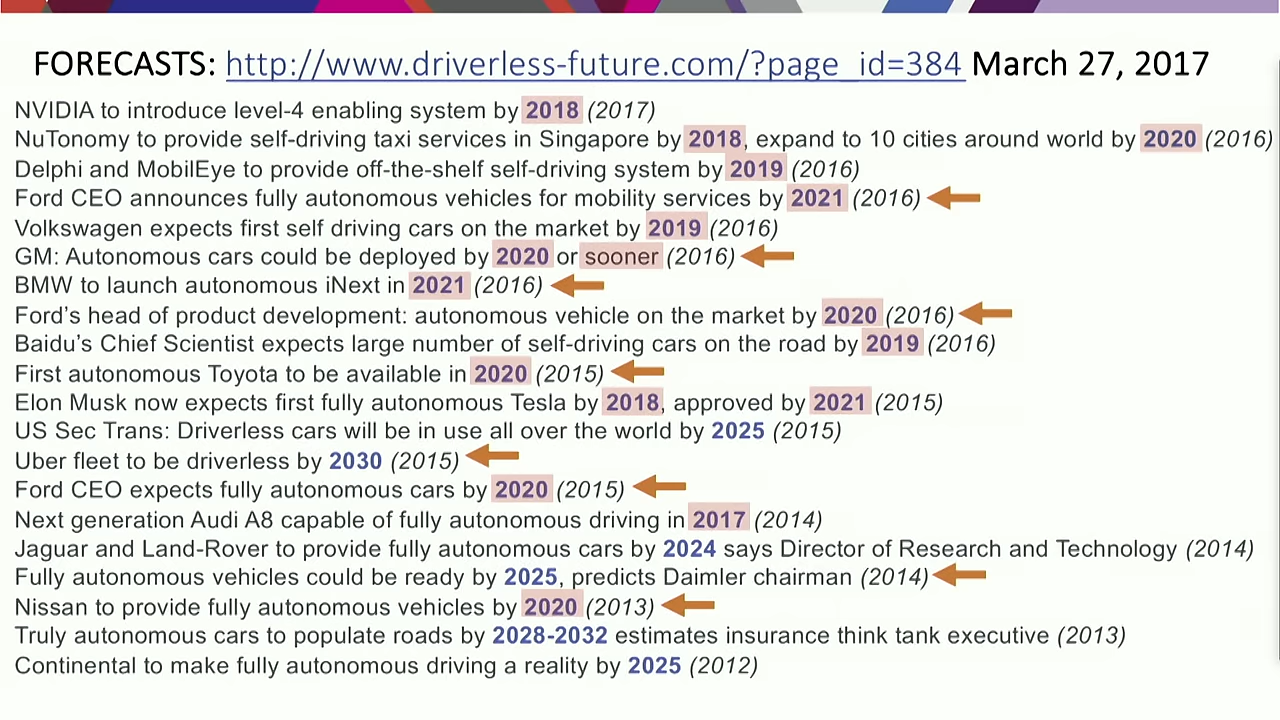 FORECASTS: http://www.driverless-future.com/?page_id=384 March 27, 2017
NVIDIA to introduce level-4 enabling system by 2018 (2017)
NuTonomy to provide self-driving taxi services in Singapore by 2018, expand to 10 cities around world by 2020 (2016)
Delphi and MobilEye to provide off-the-shelf self-driving system by 2019 (2016)
Ford CEO announces fully autonomous vehicles for mobility services by 2021 (2016)
Volkswagen expects first self driving cars on the market by 2019 (2016)
GM: Autonomous cars could be deployed by 2020 or sooner (2016)
BMW to launch autonomous iNext in 2021 (2016)
Ford’s head of product development: autonomous vehicle on the market by 2020 (2016)
Baidu’s Chief Scientist expects large number of self-driving cars on the road by 2019 (2016)
First autonomous Toyota to be available in 2020 (2015)
Elon Musk now expects first fully autonomous Tesla by 2018, approved by 2021 (2015)
US Sec Trans: Driverless cars will be in use all over the world by 2025 (2015)
Uber fleet to be driverless by 2030 (2015)
Ford CEO expects fully autonomous cars by 2020 (2015)
Next generation Audi A8 capable of fully autonomous driving in 2017 (2014)
Jaguar and Land-Rover to provide fully autonomous cars by 2024 says Director of Research and Technology (2014)
Fully autonomous vehicles could be ready by 2025, predicts Daimler chairman (2014)
Nissan to provide fully autonomous vehicles by 2020 (2013)
Truly autonomous cars to populate roads by 2028-2032 estimates insurance think tank executive (2013)
Continental to make fully autonomous driving a reality by 2025 (2012)